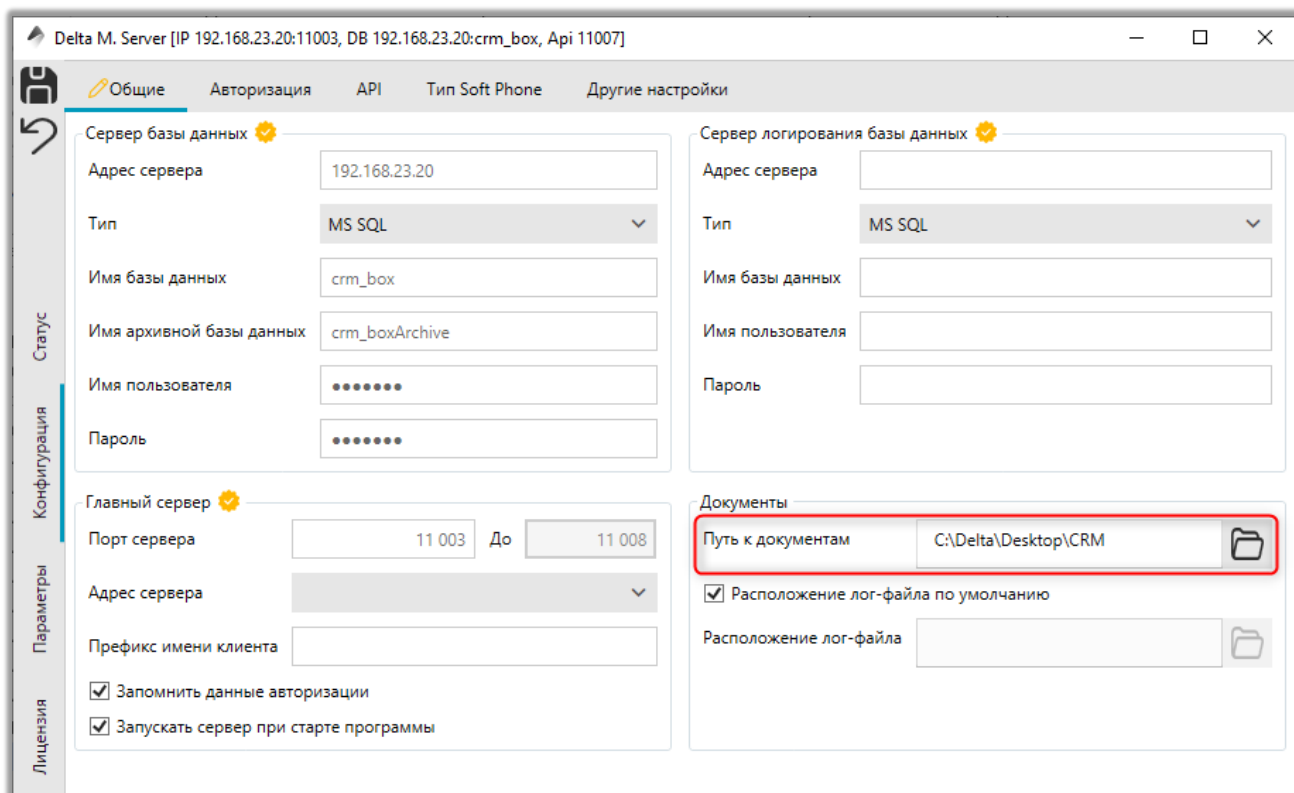 Delta M. Server [IP 192.168.23.20:11003, DB 192.168.23.20:crm_box, Api 11007]
Общие Авторизация API Тип Soft Phone Другие настройки
Статус
Конфигурация
Параметры
Лицензия
Сервер базы данных
Адрес сервера 192.168.23.20
Тип MS SQL
Имя базы данных crm_box
Имя архивной базы данных crm_boxArchive
Имя пользователя •••••••
Пароль •••••••
Сервер логирования базы данных
Адрес сервера
Тип MS SQL
Имя базы данных
Имя пользователя
Пароль
Главный сервер
Порт сервера 11 003 До 11 008
Адрес сервера
Префикс имени клиента
Запомнить данные авторизации
Запускать сервер при старте программы
Документы
Путь к документам C:\Delta\Desktop\CRM
Расположение лог-файла по умолчанию
Расположение лог-файла